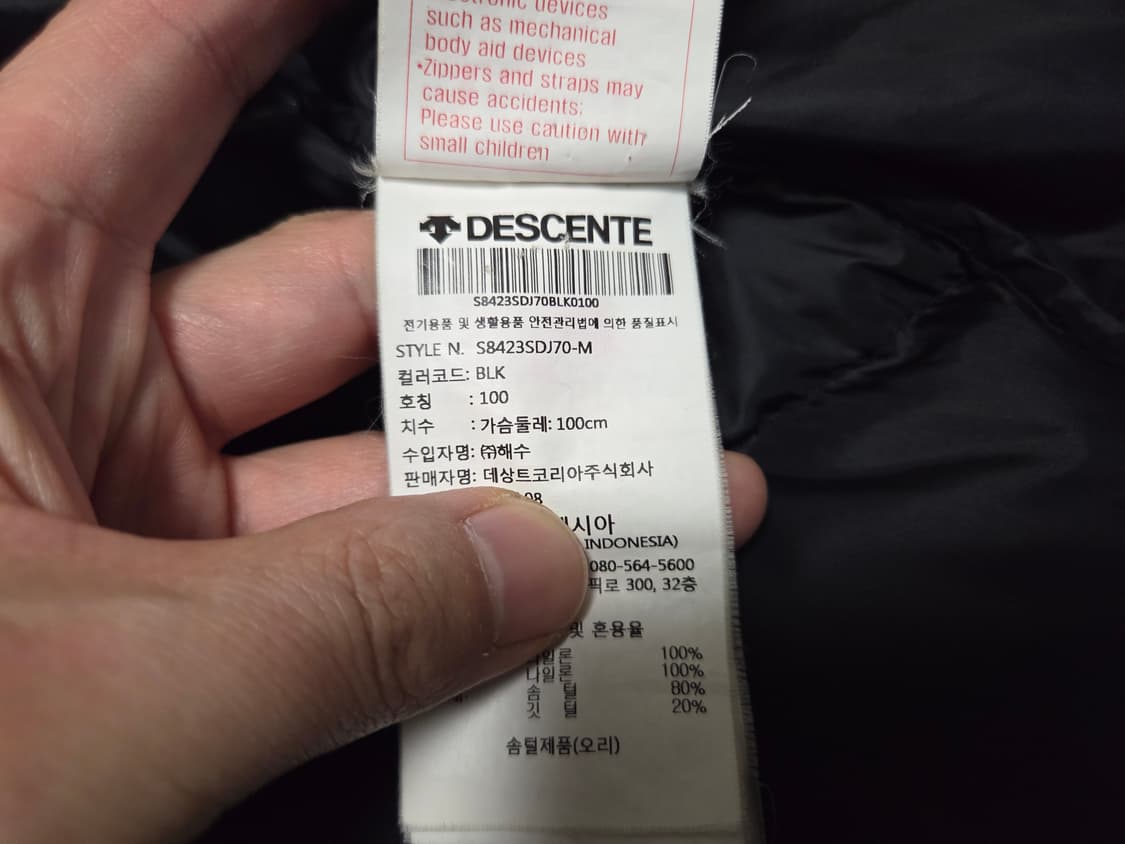 devices
such as mechanical
body aid devices
•Zippers and straps may
cause accidents;
Please use caution with
small children
DESCENTE
S8423SDJ70BLK0100
전기용품 및 생활용품 안전관리법에 의한 품질표시
STYLE N. S8423SDJ70-M
컬러코드: BLK
호칭 : 100
치수 : 가슴둘레: 100cm
수입자명: ㈜해수
판매자명: 데상트코리아주식회사
08
시아
INDONESIA)
080-564-5600
300, 32층
및 혼용율
100%
나일론 100%
솜털 80%
깃털 20%
솜털제품(오리)